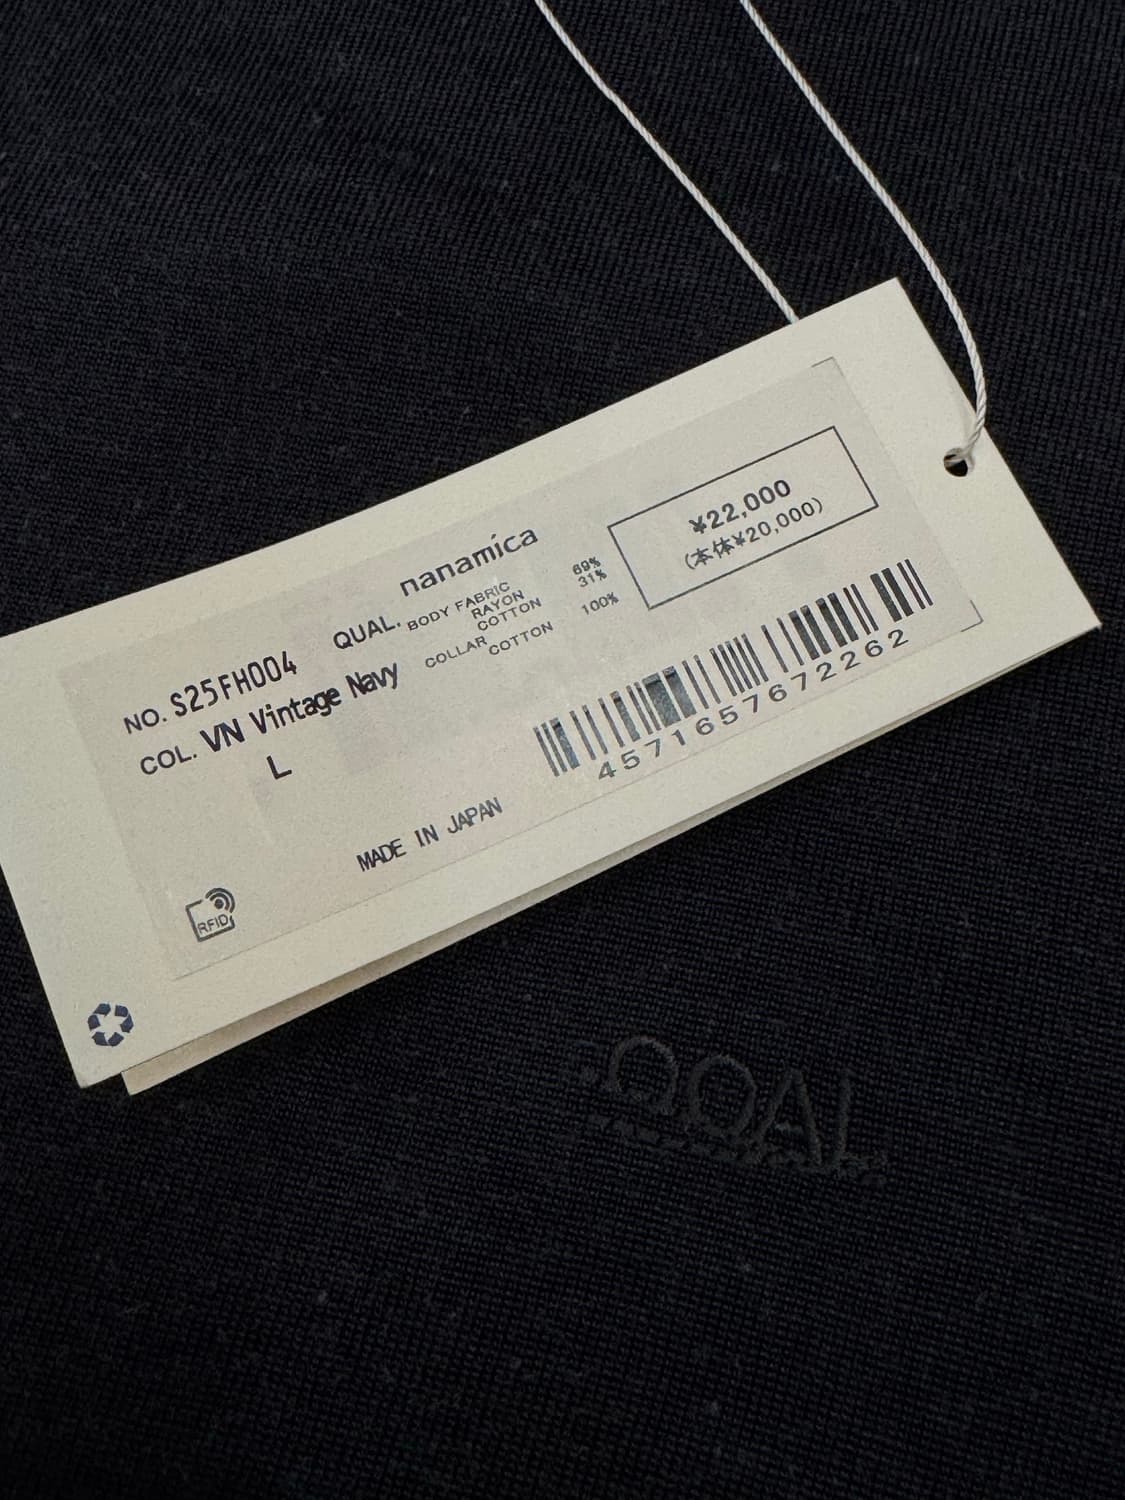 nanamica
NO. S25FH004
COL. VN Vintage Navy
L
QUAL. BODY FABRIC
RAYON 69%
COTTON 31%
COLLAR
COTTON 100%
¥22,000
(本体¥20,000)
4571657672262
MADE IN JAPAN
RFID